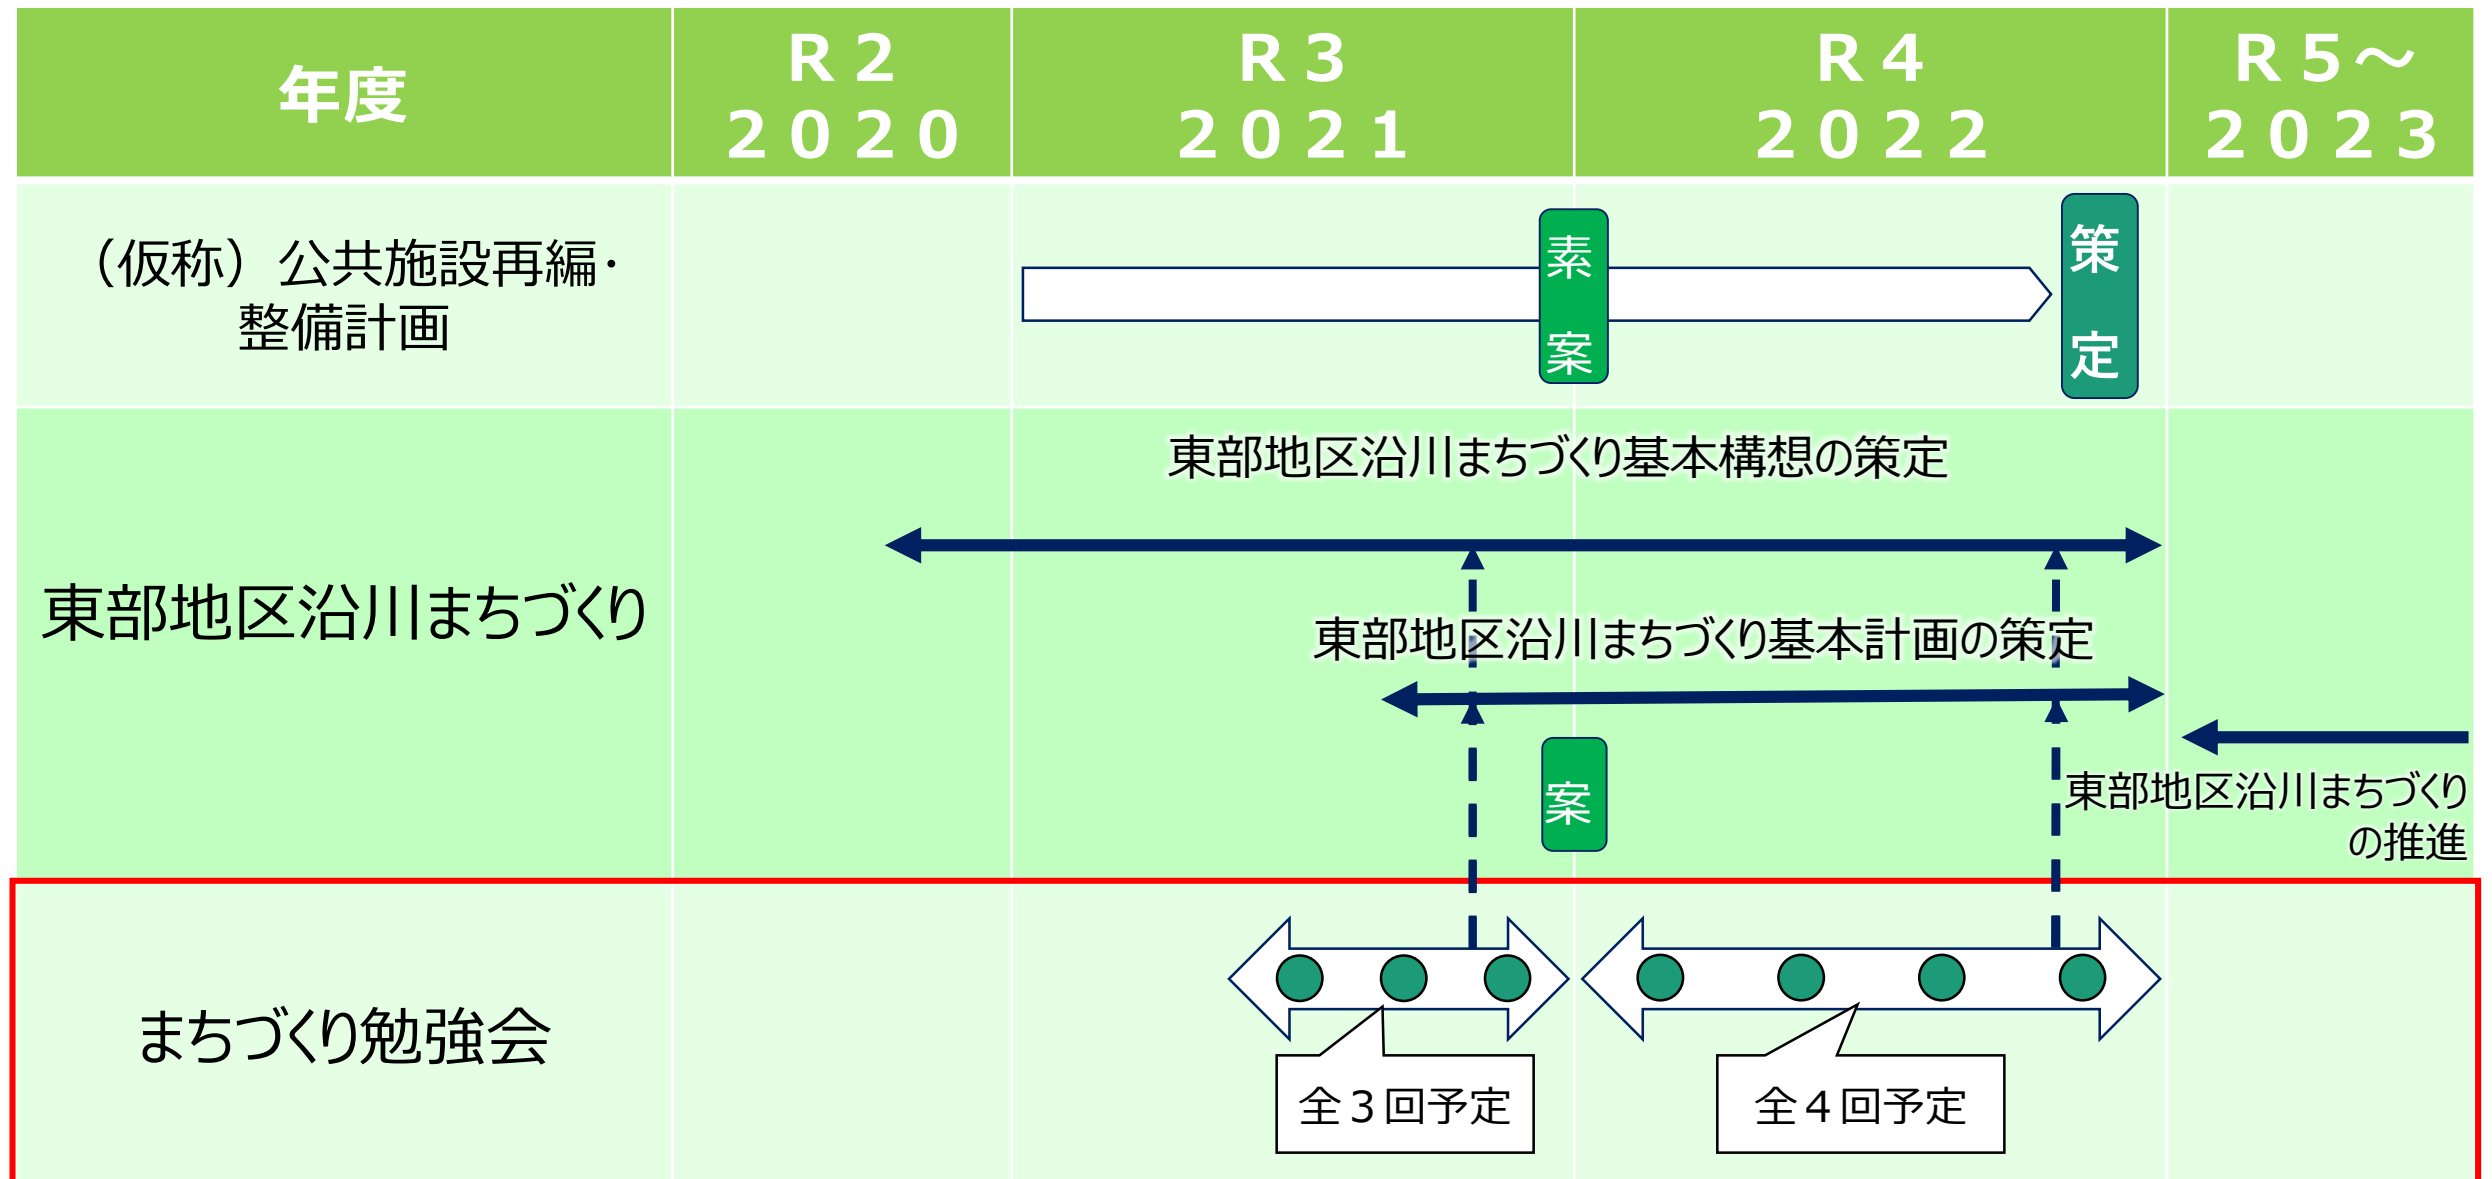 年度
Ｒ２
２０２０
Ｒ３
２０２１
Ｒ４
２０２２
Ｒ５～
２０２３
（仮称）公共施設再編・
整備計画
素
案
策
定
東部地区沿川まちづくり
東部地区沿川まちづくり基本構想の策定
東部地区沿川まちづくり基本計画の策定
案
東部地区沿川まちづくり
の推進
まちづくり勉強会
全３回予定
全４回予定